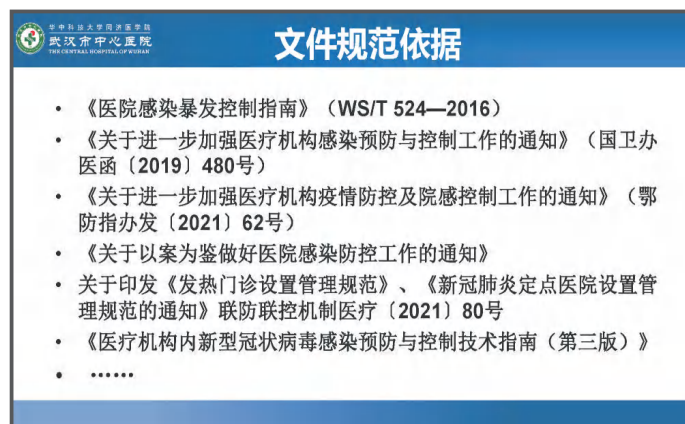 华中科技大学同济医学院
武汉市中心医院
THE CENTRAL HOSPITAL OF WUHAN
文件规范依据
• 《医院感染暴发控制指南》（WS/T 524—2016）
• 《关于进一步加强医疗机构感染预防与控制工作的通知》（国卫办
医函〔2019〕480号）
• 《关于进一步加强医疗机构疫情防控及院感控制工作的通知》（鄂
防指办发〔2021〕62号）
• 《关于以案为鉴做好医院感染防控工作的通知》
• 关于印发《发热门诊设置管理规范》、《新冠肺炎定点医院设置管
理规范的通知》联防联控机制医疗〔2021〕80号
• 《医疗机构内新型冠状病毒感染预防与控制技术指南（第三版）》
• ……